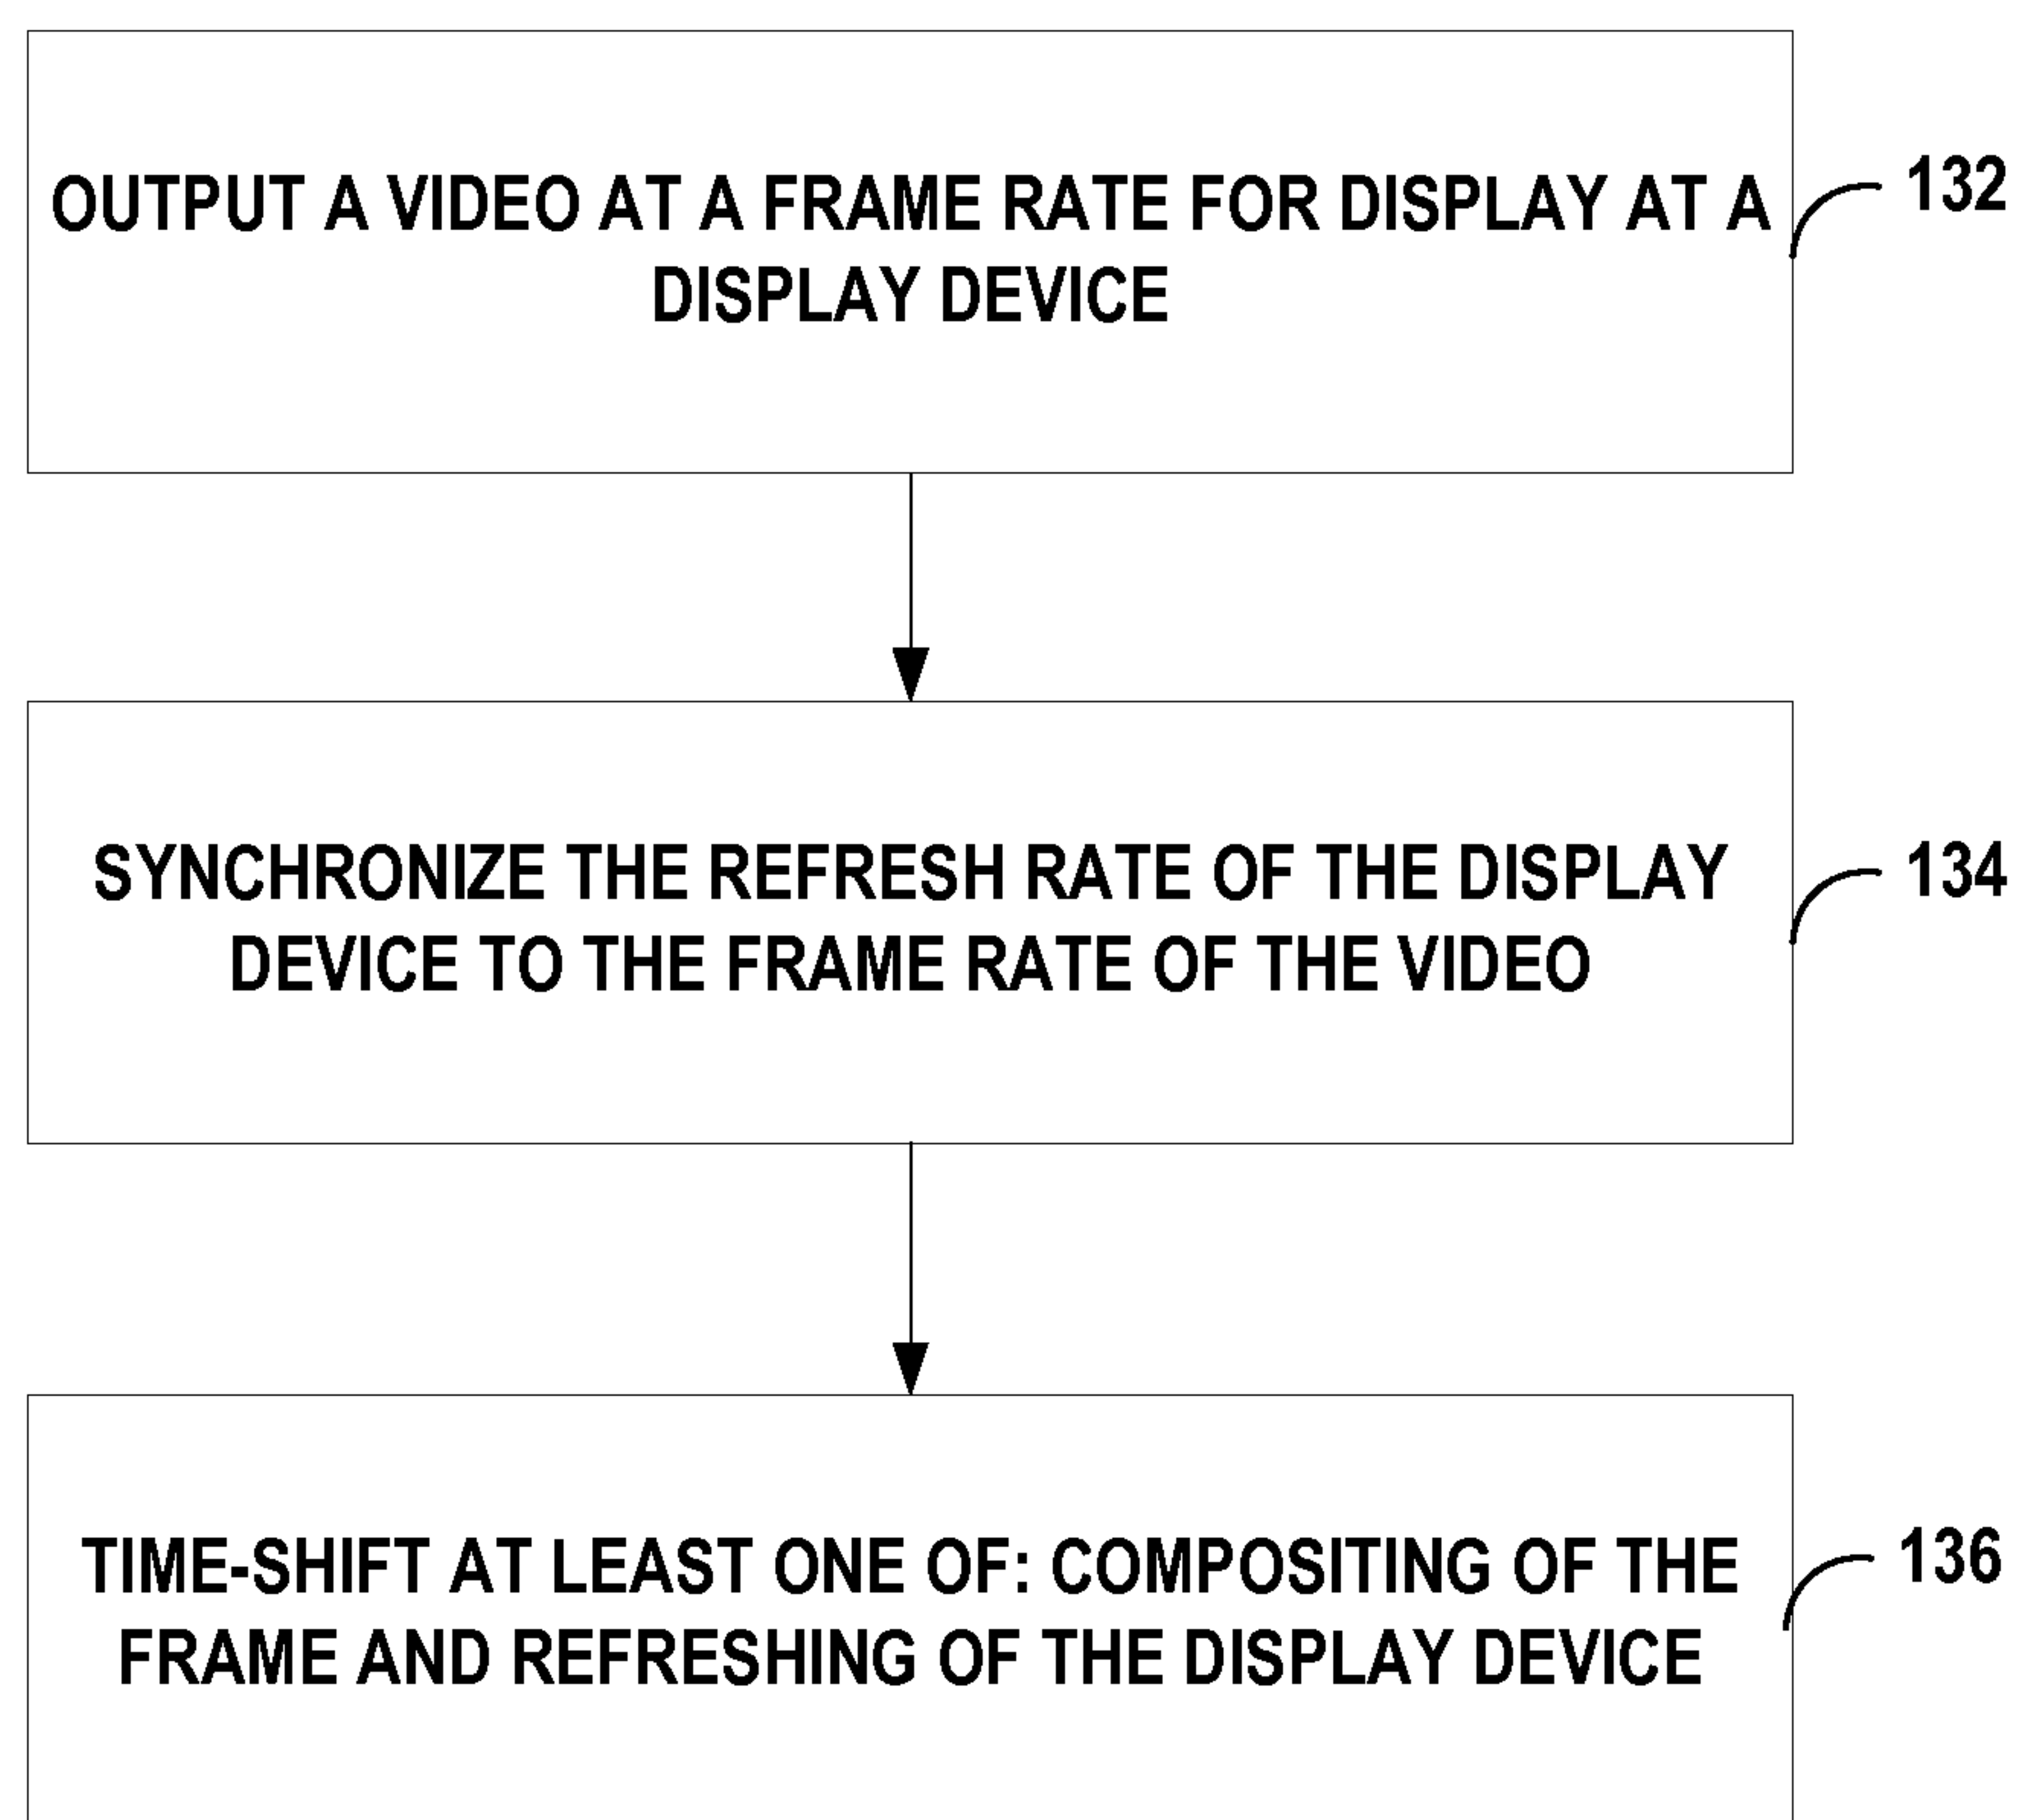 OUTPUT A VIDEO AT A FRAME RATE FOR DISPLAY AT A
DISPLAY DEVICE
132
SYNCHRONIZE THE REFRESH RATE OF THE DISPLAY
DEVICE TO THE FRAME RATE OF THE VIDEO
134
TIME-SHIFT AT LEAST ONE OF: COMPOSITING OF THE
FRAME AND REFRESHING OF THE DISPLAY DEVICE
136